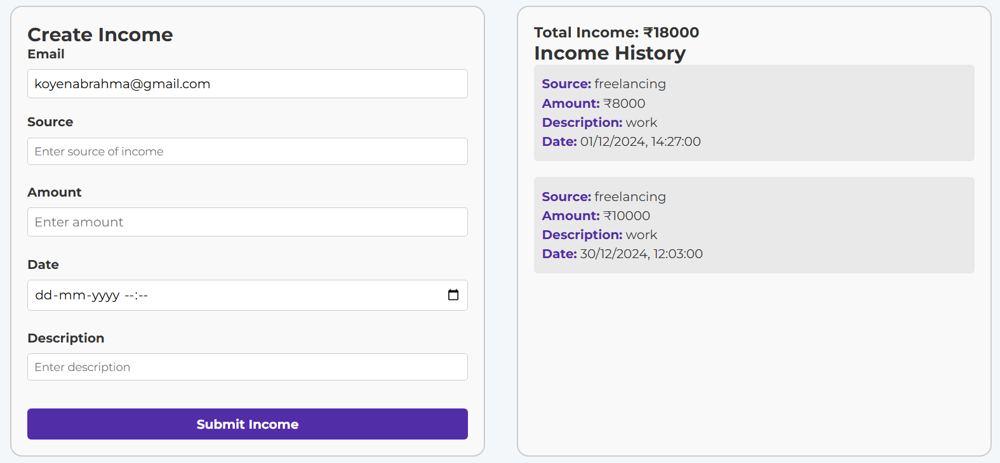 Create Income
Email
koyenabrahma@gmail.com
Source
Enter source of income
Amount
Enter amount
Date
dd-mm-yyyy --:--
Description
Enter description
Submit Income
Total Income: ₹18000
Income History
Source: freelancing
Amount: ₹8000
Description: work
Date: 01/12/2024, 14:27:00
Source: freelancing
Amount: ₹10000
Description: work
Date: 30/12/2024, 12:03:00